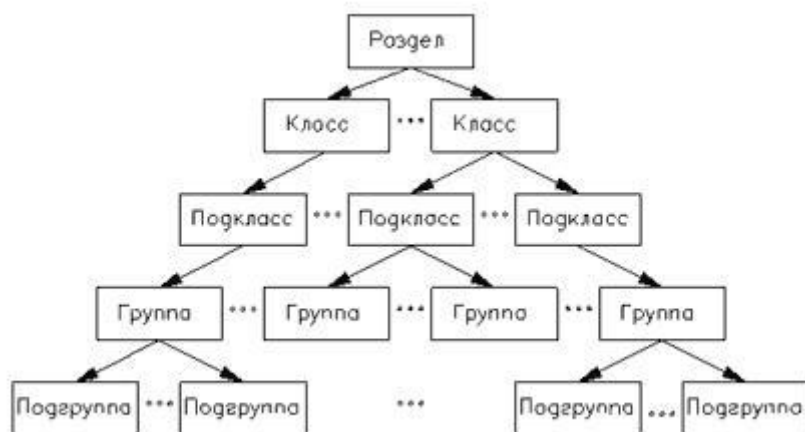 Раздел
Класс ... Класс
Подкласс ... Подкласс ... Подкласс
Группа ... Группа ... Группа ... Группа
Подгруппа ... Подгруппа ... Подгруппа ... Подгруппа